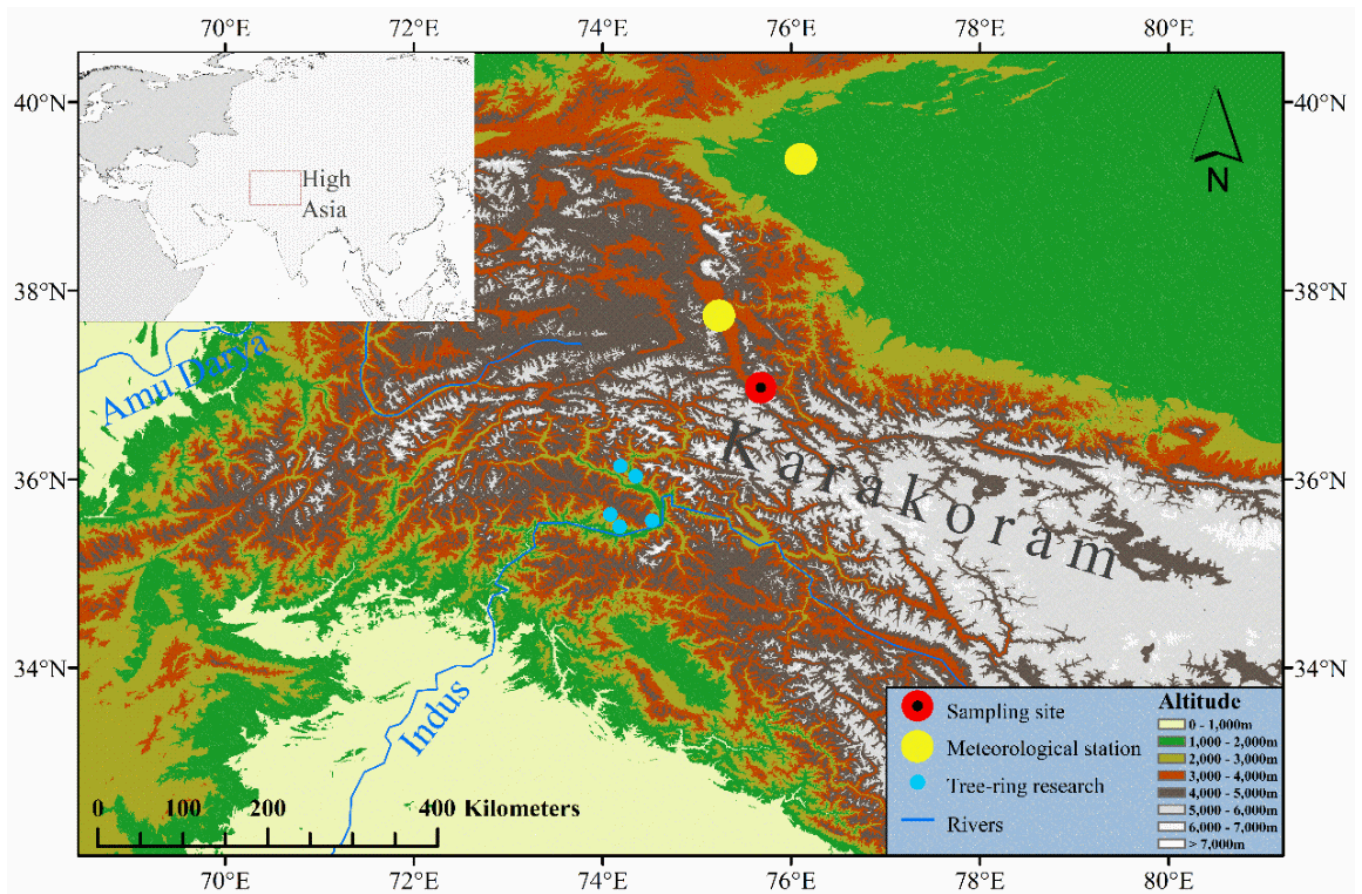 70°E 72°E 74°E 76°E 78°E 80°E
40°N 40°N
High
Asia
N
38°N 38°N
Amu Darya
36°N 36°N
Karakoram
34°N 34°N
Indus
Sampling site
Meteorological station
Tree-ring research
Rivers
Altitude
0 - 1,000m
1,000 - 2,000m
2,000 - 3,000m
3,000 - 4,000m
4,000 - 5,000m
5,000 - 6,000m
6,000 - 7,000m
> 7,000m
0 100 200 400 Kilometers
70°E 72°E 74°E 76°E 78°E 80°E